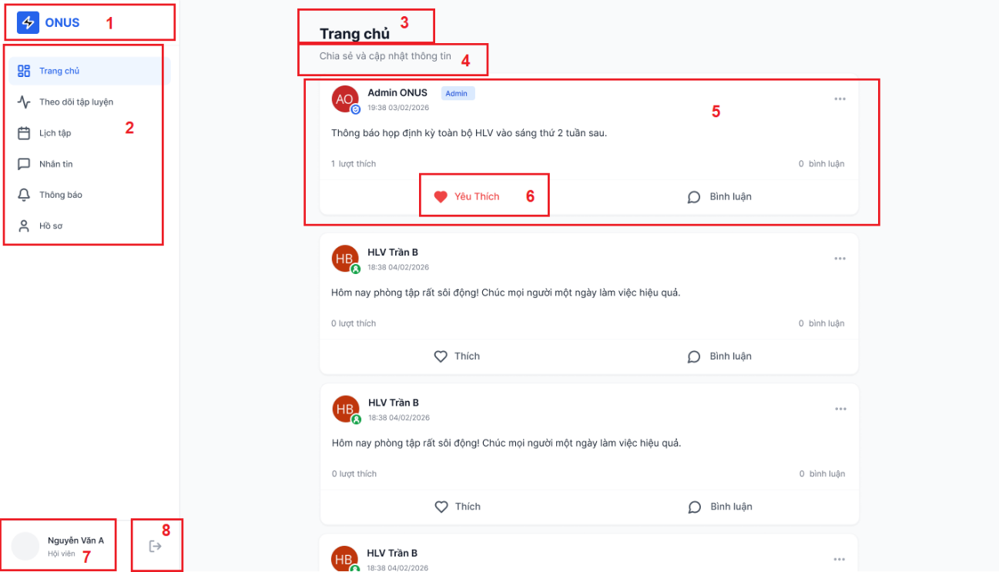 ONUS 1
Trang chủ
Theo dõi tập luyện
Lịch tập 2
Nhắn tin
Thông báo
Hồ sơ
Nguyễn Văn A
Hội viên 7
8
Trang chủ 3
Chia sẻ và cập nhật thông tin 4
AO Admin ONUS Admin 5
19:38 03/02/2026
Thông báo họp định kỳ toàn bộ HLV vào sáng thứ 2 tuần sau.
1 lượt thích 0 bình luận
Yêu Thích 6 Bình luận
HB HLV Trần B
18:38 04/02/2026
Hôm nay phòng tập rất sôi động! Chúc mọi người một ngày làm việc hiệu quả.
0 lượt thích 0 bình luận
Thích Bình luận
HB HLV Trần B
18:38 04/02/2026
Hôm nay phòng tập rất sôi động! Chúc mọi người một ngày làm việc hiệu quả.
0 lượt thích 0 bình luận
Thích Bình luận
HB HLV Trần B
18:38 04/02/2026